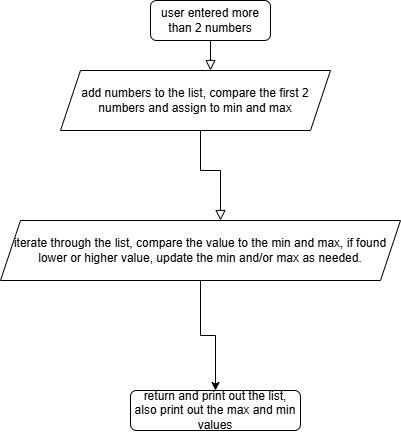 user entered more
than 2 numbers
add numbers to the list, compare the first 2
numbers and assign to min and max
iterate through the list, compare the value to the min and max, if found
lower or higher value, update the min and/or max as needed.
return and print out the list,
also print out the max and min
values